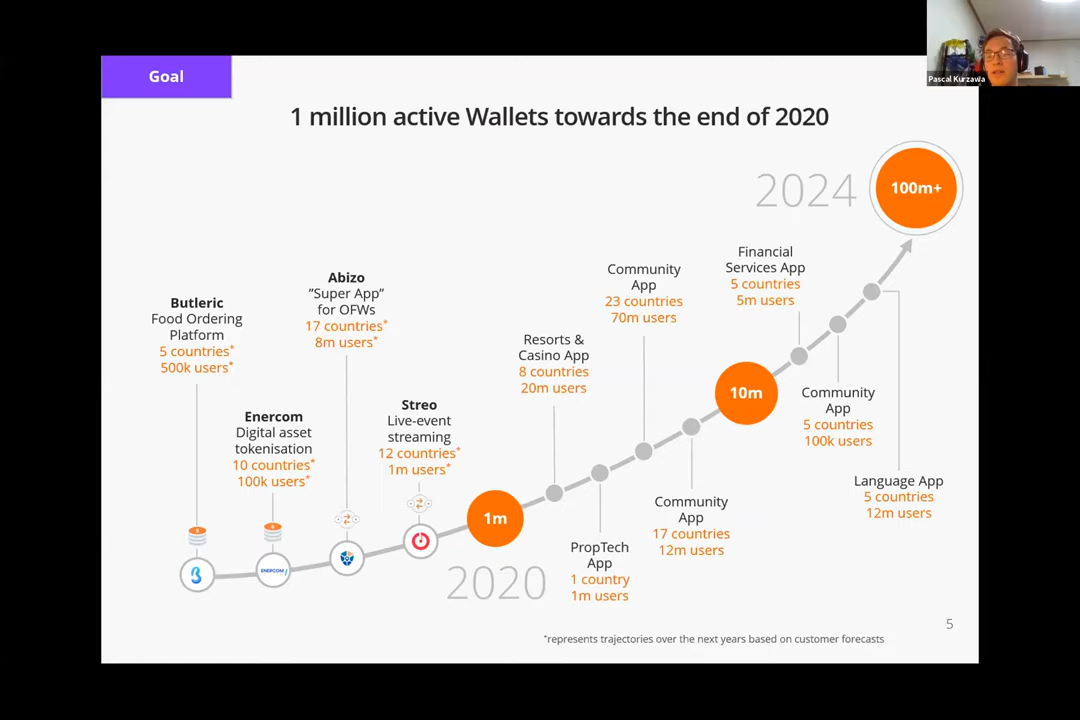 Goal
1 million active Wallets towards the end of 2020
Pascal Kurzawa
2024
100m+
Butleric
Food Ordering
Platform
5 countries*
500k users*
Enercom
Digital asset
tokenisation
10 countries*
100k users*
ENERCOM
Abizo
"Super App"
for OFWs
17 countries*
8m users*
Streo
Live-event
streaming
12 countries*
1m users*
1m
2020
Resorts &
Casino App
8 countries
20m users
PropTech
App
1 country
1m users
Community
App
23 countries
70m users
Community
App
17 countries
12m users
10m
Financial
Services App
5 countries
5m users
Community
App
5 countries
100k users
Language App
5 countries
12m users
5
*represents trajectories over the next years based on customer forecasts